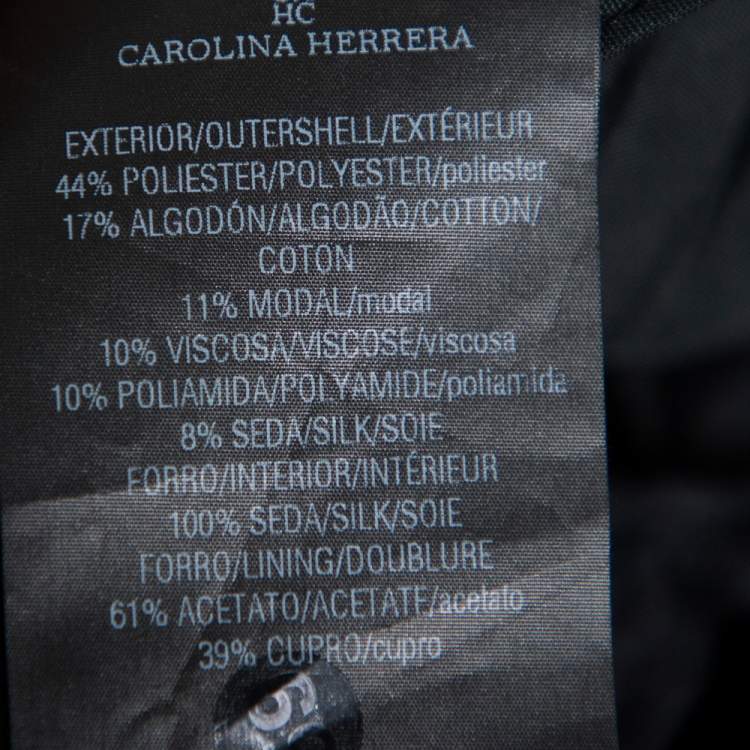 HC
CAROLINA HERRERA
EXTERIOR/OUTERSHELL/EXTÉRIEUR
44% POLIESTER/POLYESTER/poliester
17% ALGODÓN/ALGODÃO/COTTON/
COTON
11% MODAL/modal
10% VISCOSA/VISCOSE/viscosa
10% POLIAMIDA/POLYAMIDE/poliamida
8% SEDA/SILK/SOIE
FORRO/INTERIOR/INTÉRIEUR
100% SEDA/SILK/SOIE
FORRO/LINING/DOUBLURE
61% ACETATO/ACETATE/acetato
39% CUPRO/cupro